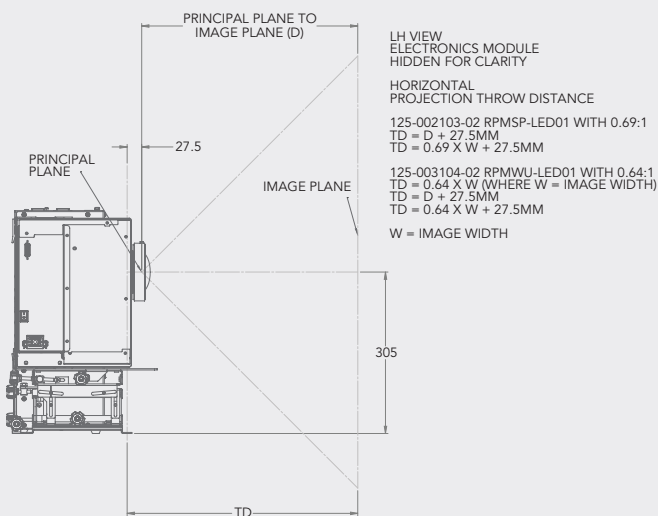 PRINCIPAL PLANE TO
IMAGE PLANE (D)
LH VIEW
ELECTRONICS MODULE
HIDDEN FOR CLARITY
HORIZONTAL
PROJECTION THROW DISTANCE
125-002103-02 RPMSP-LED01 WITH 0.69:1
TD = D + 27.5MM
TD = 0.69 X W + 27.5MM
125-003104-02 RPMWU-LED01 WITH 0.64:1
TD = 0.64 X W (WHERE W = IMAGE WIDTH)
TD = D + 27.5MM
TD = 0.64 X W + 27.5MM
W = IMAGE WIDTH
27.5
PRINCIPAL
PLANE
IMAGE PLANE
305
TD